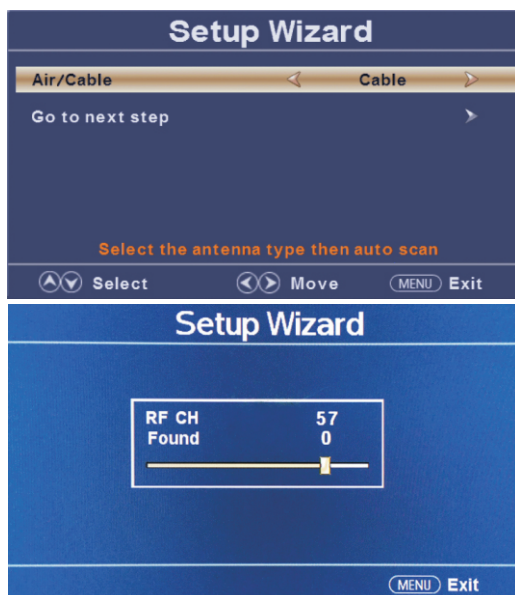 Setup Wizard
Air/Cable Cable
Go to next step
Select the antenna type then auto scan
Select Move MENU Exit
Setup Wizard
RF CH 57
Found 0
MENU Exit